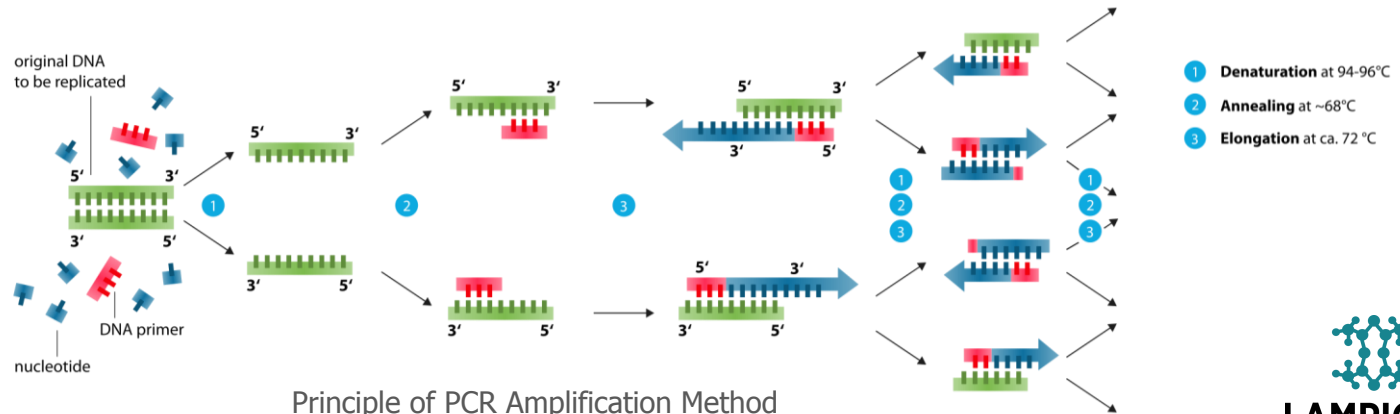 original DNA
to be replicated
5‘ 3‘
3‘ 5‘
DNA primer
nucleotide
1
5‘ 3‘
3‘ 5‘
2
5‘ 3‘
3‘ 5‘
3
5‘ 3‘
3‘ 5‘
5‘ 3‘
3‘ 5‘
1
2
3
1
2
3
1 Denaturation at 94-96°C
2 Annealing at ~68°C
3 Elongation at ca. 72 °C
Principle of PCR Amplification Method